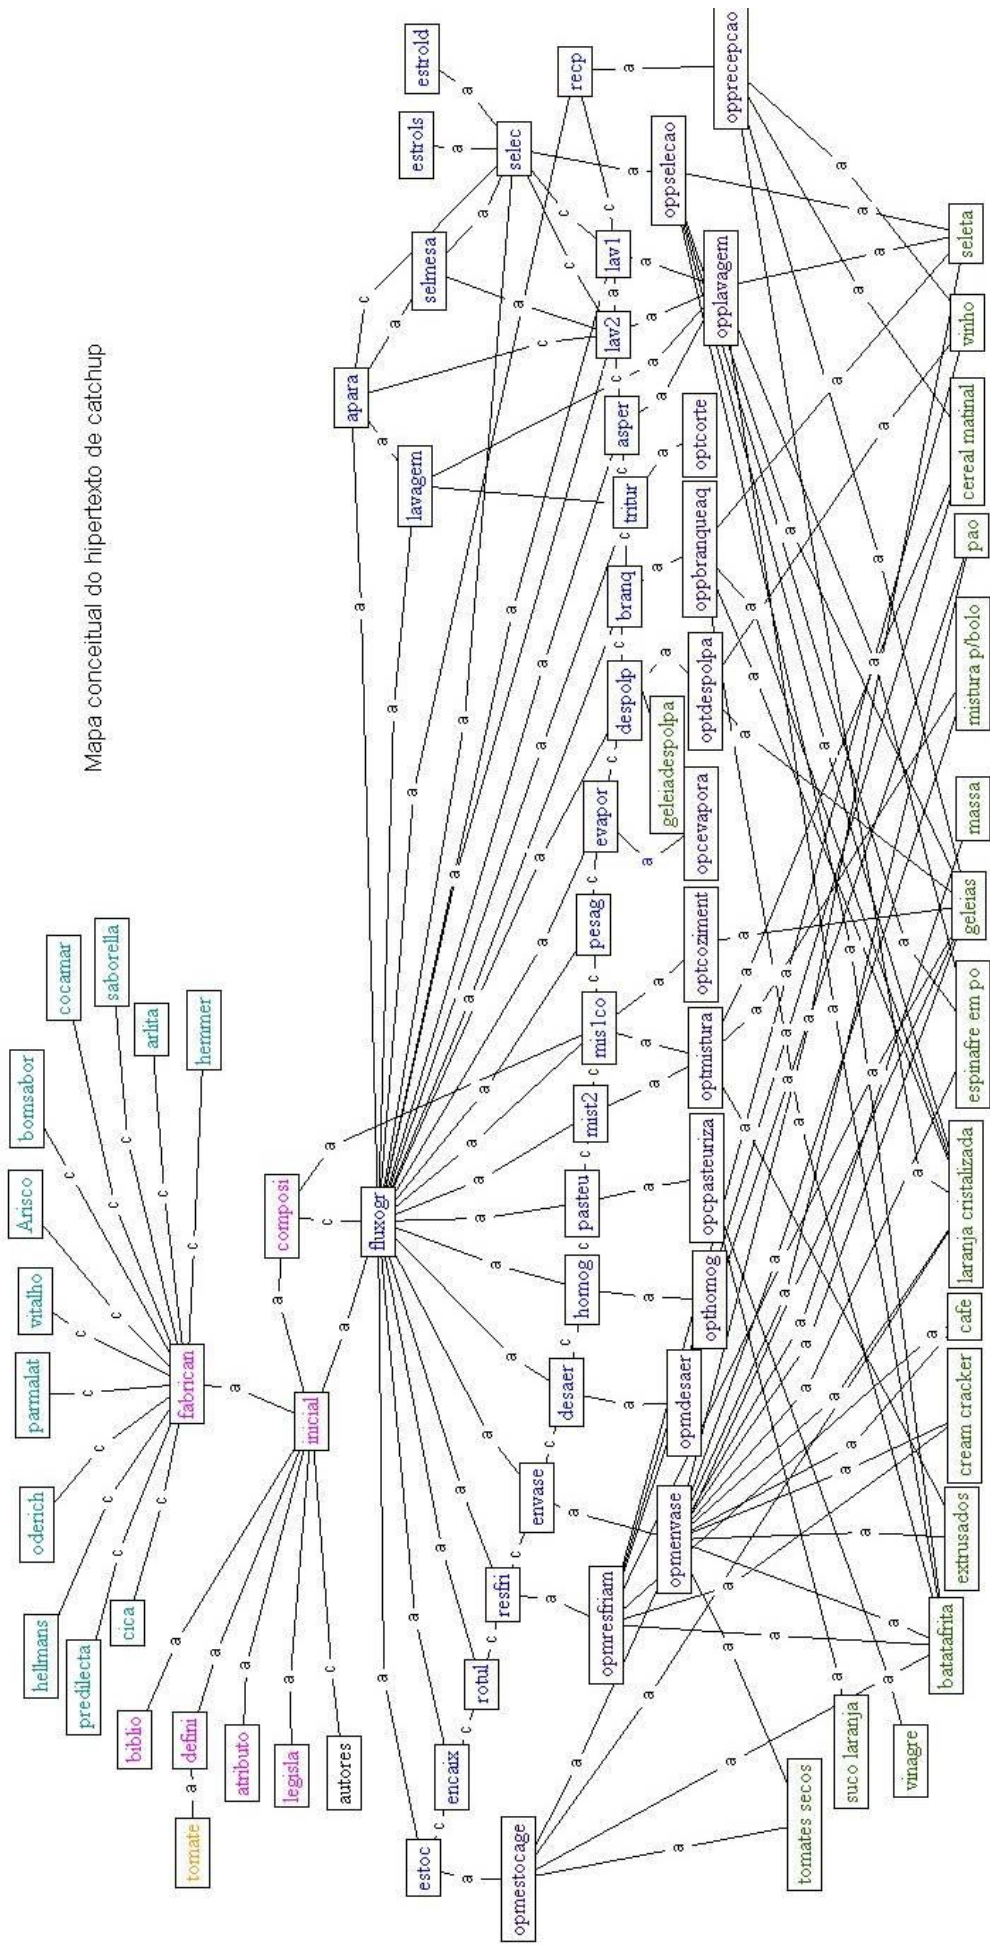 Mapa conceitual do hipertexto de catchup
hellmans
predilecta
cica
oderich
parmalat
vitalho
Arisco
bomsabor
cocamar
saborella
arlita
hemmer
fabrican
biblio
tomate
defini
atributo
legisla
autores
inicial
composi
fluxogr
apara
lavagem
selmesa
estrols
estrold
selec
recp
estoc
encaix
rotul
resfri
envase
desaer
homog
pasteu
mist2
mis1co
pesag
evapor
despolp
branq
tritur
asper
lav2
lav1
opmestocage
opmresfriam
opmenvase
opmdesaer
opthomog
opcpasteuriza
optmistura
optcoziment
opcevapora
geleiadespolpa
optdespolpa
oppbranqueaq
optcorte
opplavagem
oppselecao
opprecepcao
tomates secos
suco laranja
vinagre
batatafrita
extrusados
cream cracker
cafe
laranja cristalizada
espinafre em po
geleias
massa
mistura p/bolo
pao
cereal matinal
vinho
seleta